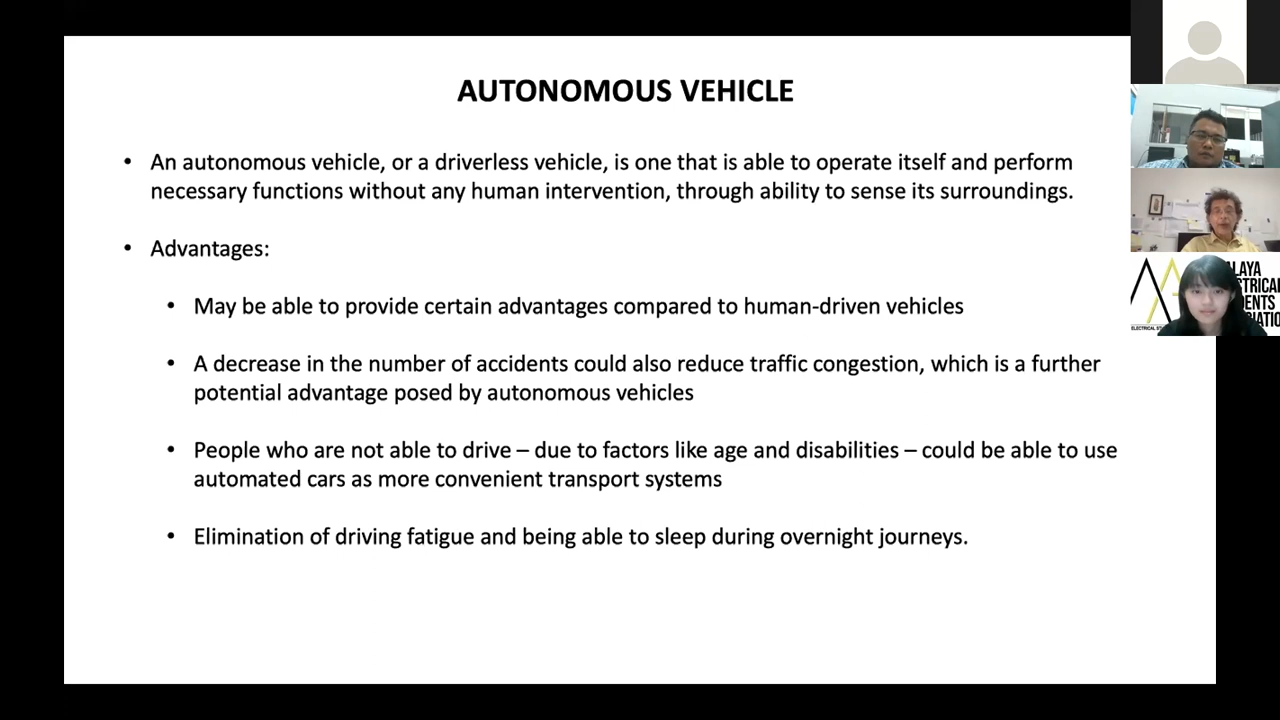 AUTONOMOUS VEHICLE
• An autonomous vehicle, or a driverless vehicle, is one that is able to operate itself and perform
necessary functions without any human intervention, through ability to sense its surroundings.
• Advantages:
• May be able to provide certain advantages compared to human-driven vehicles
• A decrease in the number of accidents could also reduce traffic congestion, which is a further
potential advantage posed by autonomous vehicles
• People who are not able to drive – due to factors like age and disabilities – could be able to use
automated cars as more convenient transport systems
• Elimination of driving fatigue and being able to sleep during overnight journeys.
ALAYA
CTRICAL
DENTS
CIATIO
ELECTRICAL